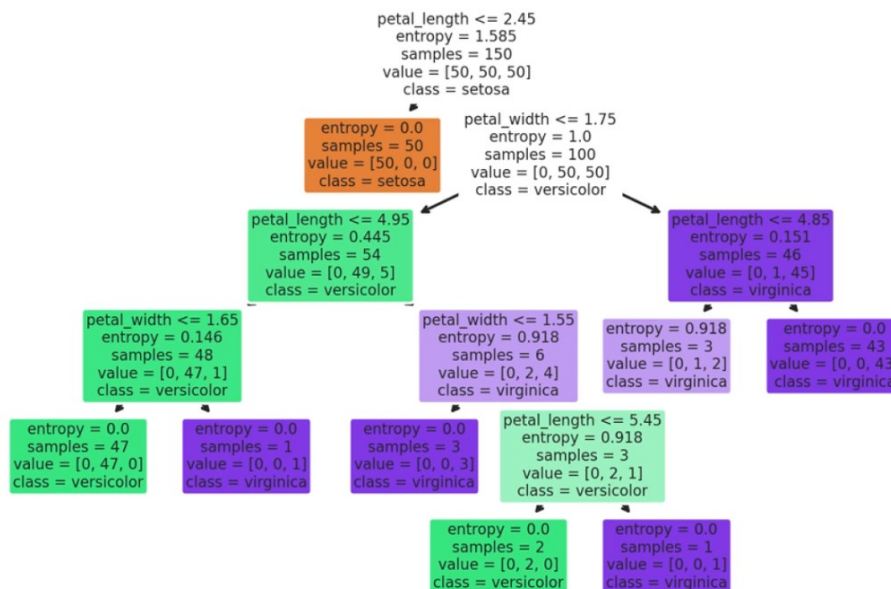 petal_length <= 2.45
entropy = 1.585
samples = 150
value = [50, 50, 50]
class = setosa
entropy = 0.0
samples = 50
value = [50, 0, 0]
class = setosa
petal_width <= 1.75
entropy = 1.0
samples = 100
value = [0, 50, 50]
class = versicolor
petal_length <= 4.95
entropy = 0.445
samples = 54
value = [0, 49, 5]
class = versicolor
petal_length <= 4.85
entropy = 0.151
samples = 46
value = [0, 1, 45]
class = virginica
petal_width <= 1.65
entropy = 0.146
samples = 48
value = [0, 47, 1]
class = versicolor
petal_width <= 1.55
entropy = 0.918
samples = 6
value = [0, 2, 4]
class = virginica
entropy = 0.918
samples = 3
value = [0, 1, 2]
class = virginica
entropy = 0.0
samples = 43
value = [0, 0, 43]
class = virginica
entropy = 0.0
samples = 47
value = [0, 47, 0]
class = versicolor
entropy = 0.0
samples = 1
value = [0, 0, 1]
class = virginica
entropy = 0.0
samples = 3
value = [0, 0, 3]
class = virginica
petal_length <= 5.45
entropy = 0.918
samples = 3
value = [0, 2, 1]
class = versicolor
entropy = 0.0
samples = 2
value = [0, 2, 0]
class = versicolor
entropy = 0.0
samples = 1
value = [0, 0, 1]
class = virginica